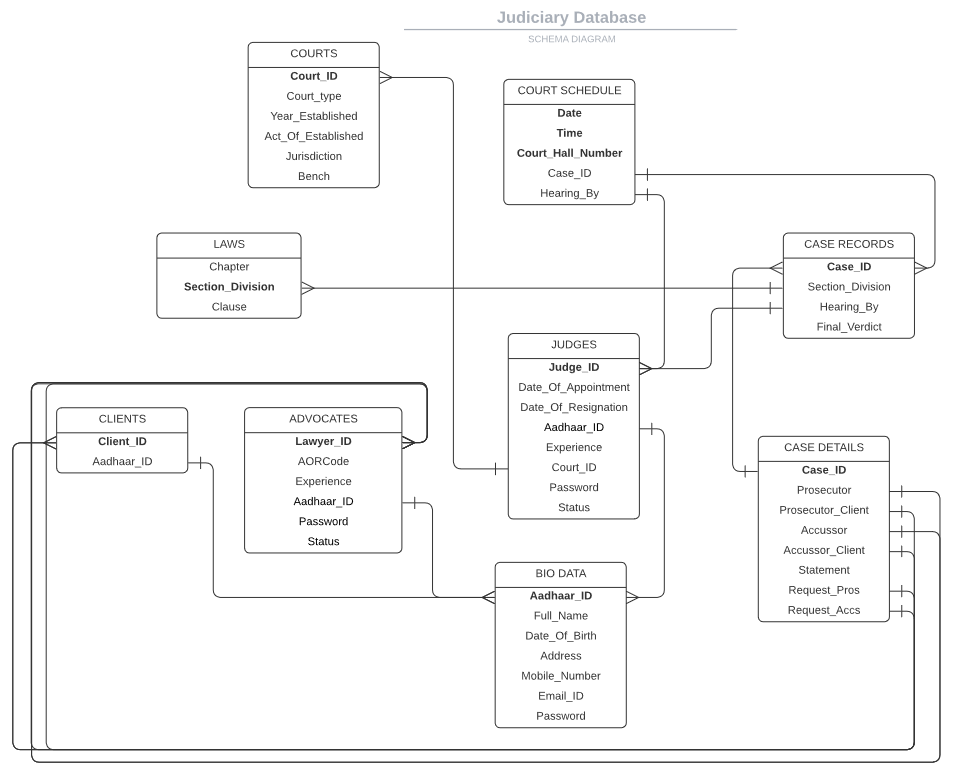 Judiciary Database
SCHEMA DIAGRAM
COURTS
Court_ID
Court_type
Year_Established
Act_Of_Established
Jurisdiction
Bench
COURT SCHEDULE
Date
Time
Court_Hall_Number
Case_ID
Hearing_By
LAWS
Chapter
Section_Division
Clause
CASE RECORDS
Case_ID
Section_Division
Hearing_By
Final_Verdict
JUDGES
Judge_ID
Date_Of_Appointment
Date_Of_Resignation
Aadhaar_ID
Experience
Court_ID
Password
Status
CLIENTS
Client_ID
Aadhaar_ID
ADVOCATES
Lawyer_ID
AORCode
Experience
Aadhaar_ID
Password
Status
CASE DETAILS
Case_ID
Prosecutor
Prosecutor_Client
Accussor
Accussor_Client
Statement
Request_Pros
Request_Accs
BIO DATA
Aadhaar_ID
Full_Name
Date_Of_Birth
Address
Mobile_Number
Email_ID
Password